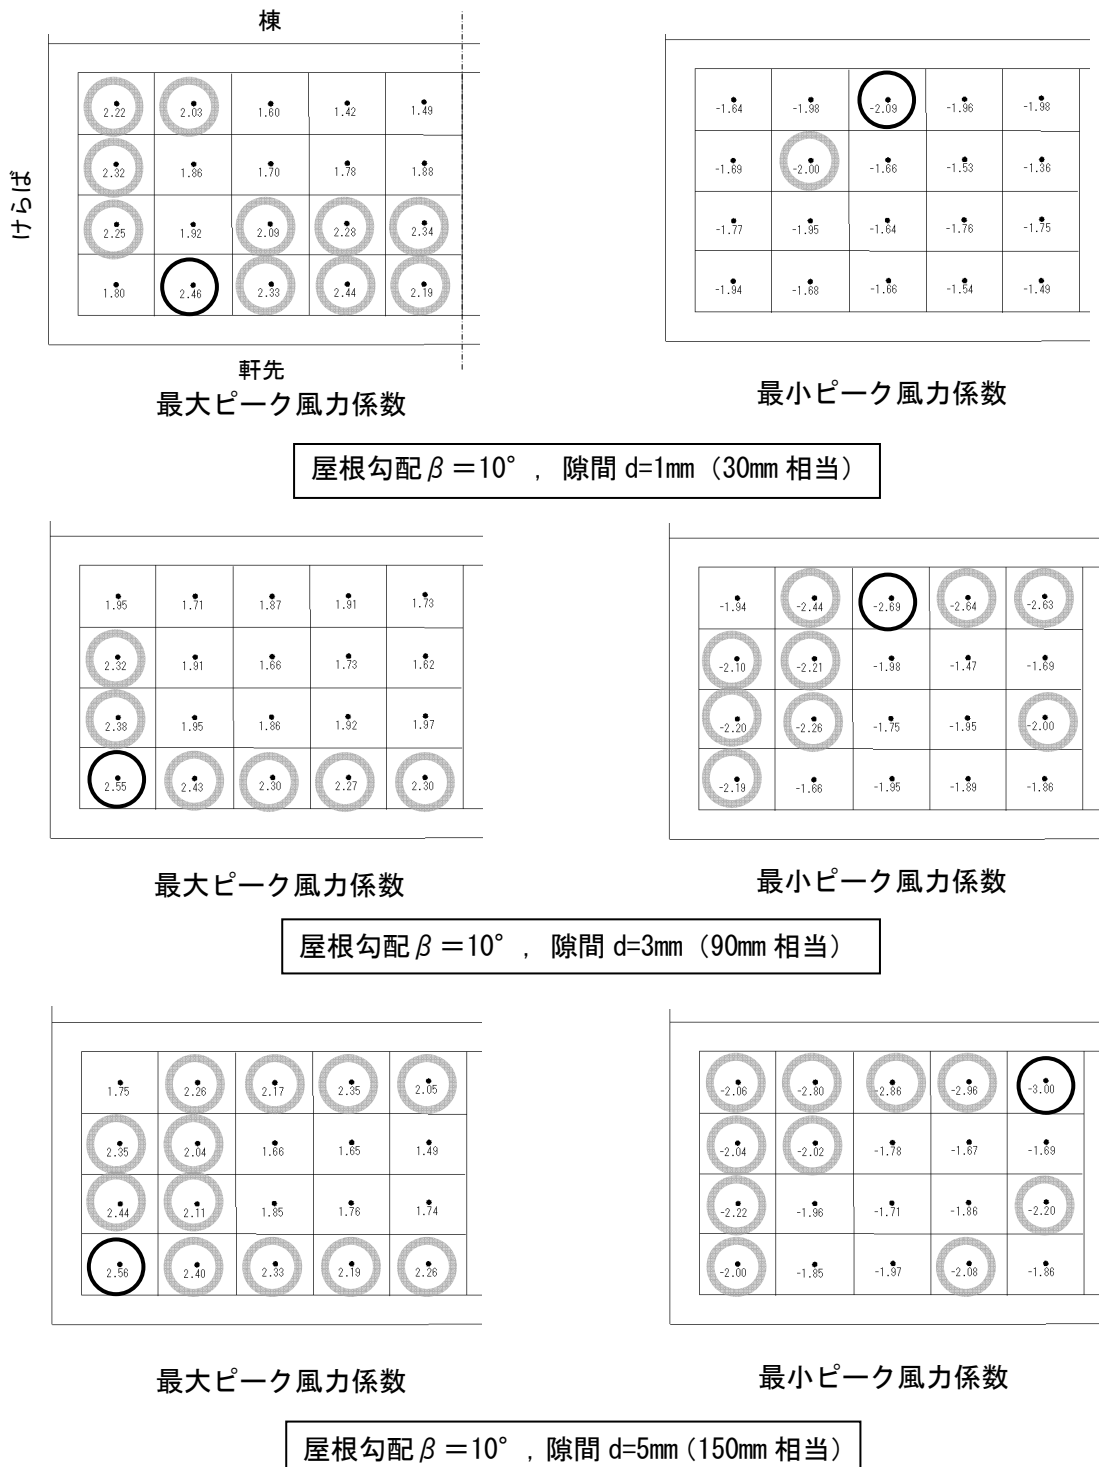 棟
けらば
2.22 2.03 1.60 1.42 1.49
2.32 1.86 1.70 1.78 1.88
2.25 1.92 2.09 2.28 2.34
1.80 2.46 2.33 2.44 2.19
軒先
最大ピーク風力係数
-1.64 -1.98 -2.09 -1.96 -1.98
-1.69 -2.00 -1.66 -1.53 -1.36
-1.77 -1.95 -1.64 -1.76 -1.75
-1.94 -1.68 -1.66 -1.54 -1.49
最小ピーク風力係数
屋根勾配β=10°, 隙間 d=1mm（30mm 相当）
1.95 1.71 1.87 1.91 1.73
2.32 1.91 1.66 1.73 1.62
2.38 1.95 1.86 1.92 1.97
2.55 2.43 2.30 2.27 2.30
最大ピーク風力係数
-1.94 -2.44 -2.69 -2.64 -2.63
-2.10 -2.21 -1.98 -1.47 -1.69
-2.20 -2.26 -1.75 -1.95 -2.00
-2.19 -1.66 -1.95 -1.89 -1.86
最小ピーク風力係数
屋根勾配β=10°, 隙間 d=3mm（90mm 相当）
1.75 2.26 2.17 2.35 2.05
2.35 2.04 1.66 1.65 1.49
2.44 2.11 1.85 1.76 1.74
2.56 2.40 2.33 2.19 2.26
最大ピーク風力係数
-2.06 -2.80 -2.86 -2.96 -3.00
-2.04 -2.02 -1.78 -1.67 -1.69
-2.22 -1.96 -1.71 -1.86 -2.20
-2.00 -1.85 -1.97 -2.08 -1.86
最小ピーク風力係数
屋根勾配β=10°, 隙間 d=5mm（150mm 相当）